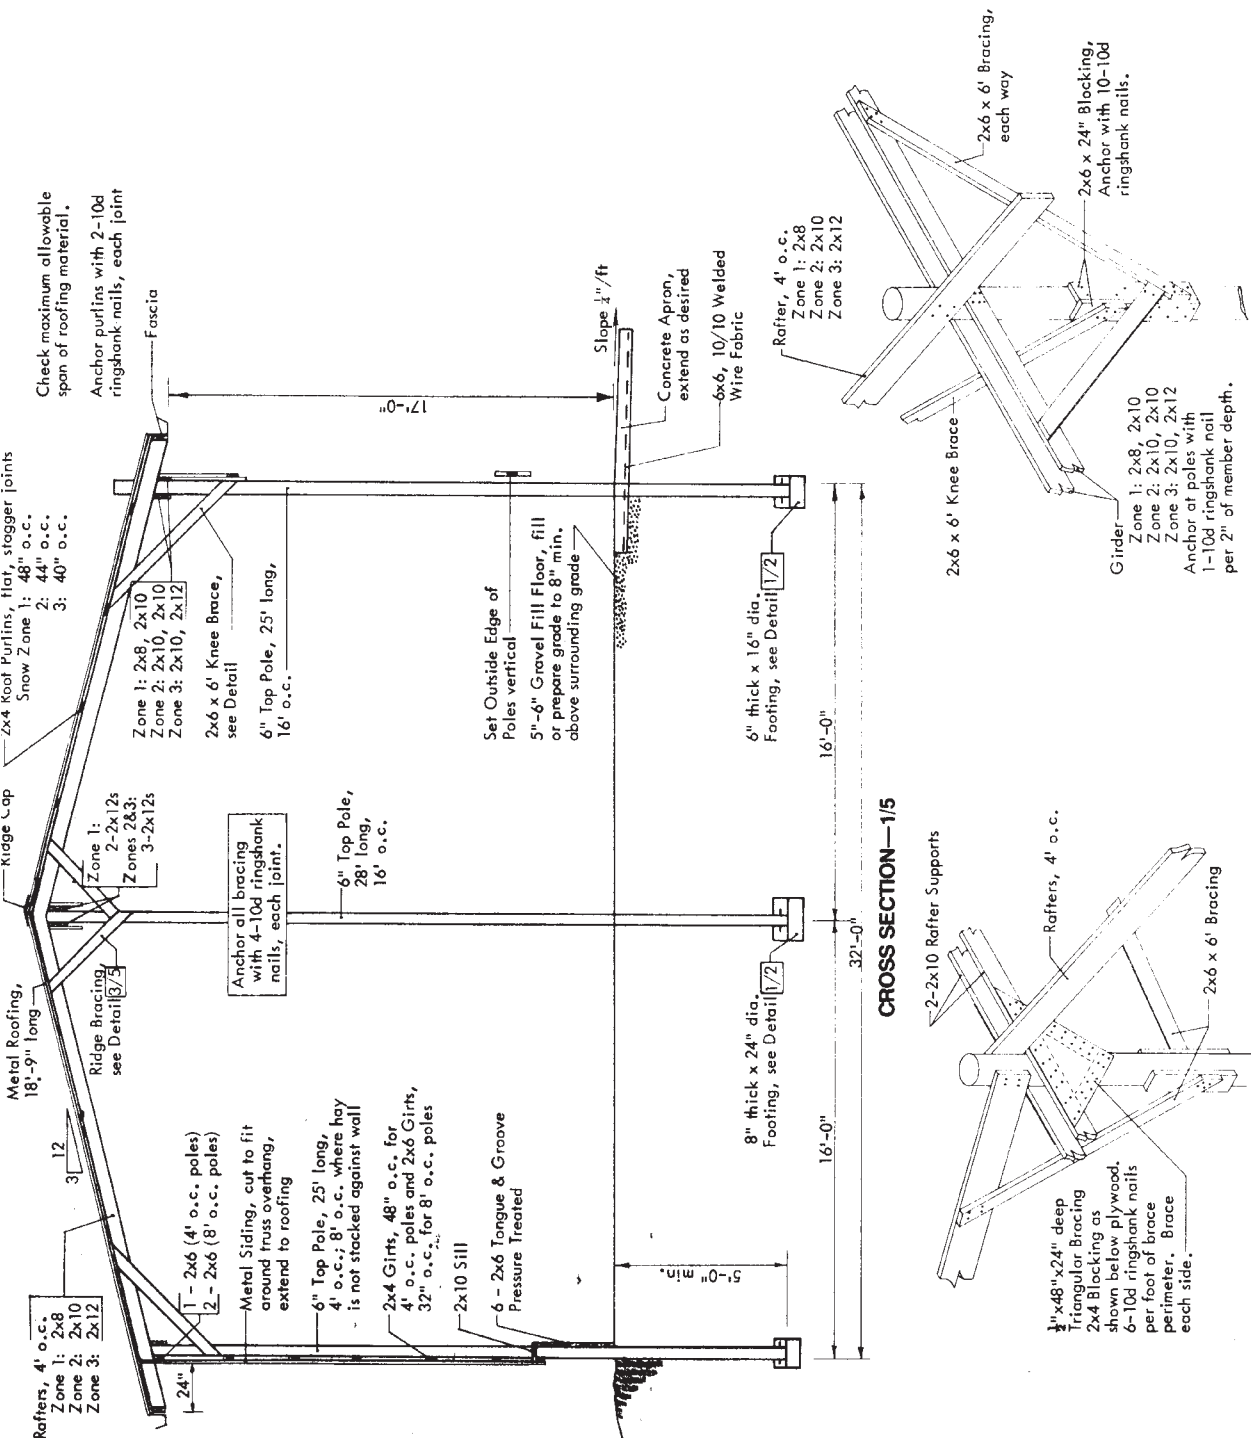 Rafters, 4' o.c.
Zone 1: 2x8
Zone 2: 2x10
Zone 3: 2x12
24"
3
12
Metal Roofing,
18'-9" long
Ridge Cap
2x4 Roof Purlins, flat, stagger joints
Snow Zone 1: 48" o.c.
2: 44" o.c.
3: 40" o.c.
Check maximum allowable
span of roofing material.
Anchor purlins with 2-10d
ringshank nails, each joint
Fascia
1 - 2x6 (4' o.c. poles)
2 - 2x6 (8' o.c. poles)
Metal Siding, cut to fit
around truss overhang,
extend to roofing
6" Top Pole, 25' long,
4' o.c.; 8' o.c. where hay
is not stacked against wall
2x4 Girts, 48" o.c. for
4' o.c. poles and 2x6 Girts,
32" o.c. for 8' o.c. poles
2x10 Sill
6 - 2x6 Tongue & Groove
Pressure Treated
5'-0" min.
Ridge Bracing,
see Detail 3/5
Zone 1:
2-2x12s
Zones 2&3:
3-2x12s
Anchor all bracing
with 4-10d ringshank
nails, each joint.
6" Top Pole,
28' long,
16' o.c.
Zone 1: 2x8, 2x10
Zone 2: 2x10, 2x10
Zone 3: 2x10, 2x12
2x6 x 6' Knee Brace,
see Detail
6" Top Pole, 25' long,
16' o.c.
17'-0"
Set Outside Edge of
Poles vertical
5"-6" Gravel Fill Floor, fill
or prepare grade to 8" min.
above surrounding grade
Slope ¼"/ft
Concrete Apron,
extend as desired
6x6, 10/10 Welded
Wire Fabric
8" thick x 24" dia.
Footing, see Detail 1/2
6" thick x 16" dia.
Footing, see Detail 1/2
16'-0"
16'-0"
32'-0"
CROSS SECTION—1/5
½"x48"x24" deep
Triangular Bracing
2x4 Blocking as
shown below plywood.
6-10d ringshank nails
per foot of brace
perimeter. Brace
each side.
2-2x10 Rafter Supports
Rafters, 4' o.c.
2x6 x 6' Bracing
Rafter, 4' o.c.
Zone 1: 2x8
Zone 2: 2x10
Zone 3: 2x12
2x6 x 6' Knee Brace
2x6 x 6' Bracing,
each way
2x6 x 24" Blocking,
Anchor with 10-10d
ringshank nails.
Girder
Zone 1: 2x8, 2x10
Zone 2: 2x10, 2x10
Zone 3: 2x10, 2x12
Anchor at poles with
1-10d ringshank nail
per 2" of member depth.